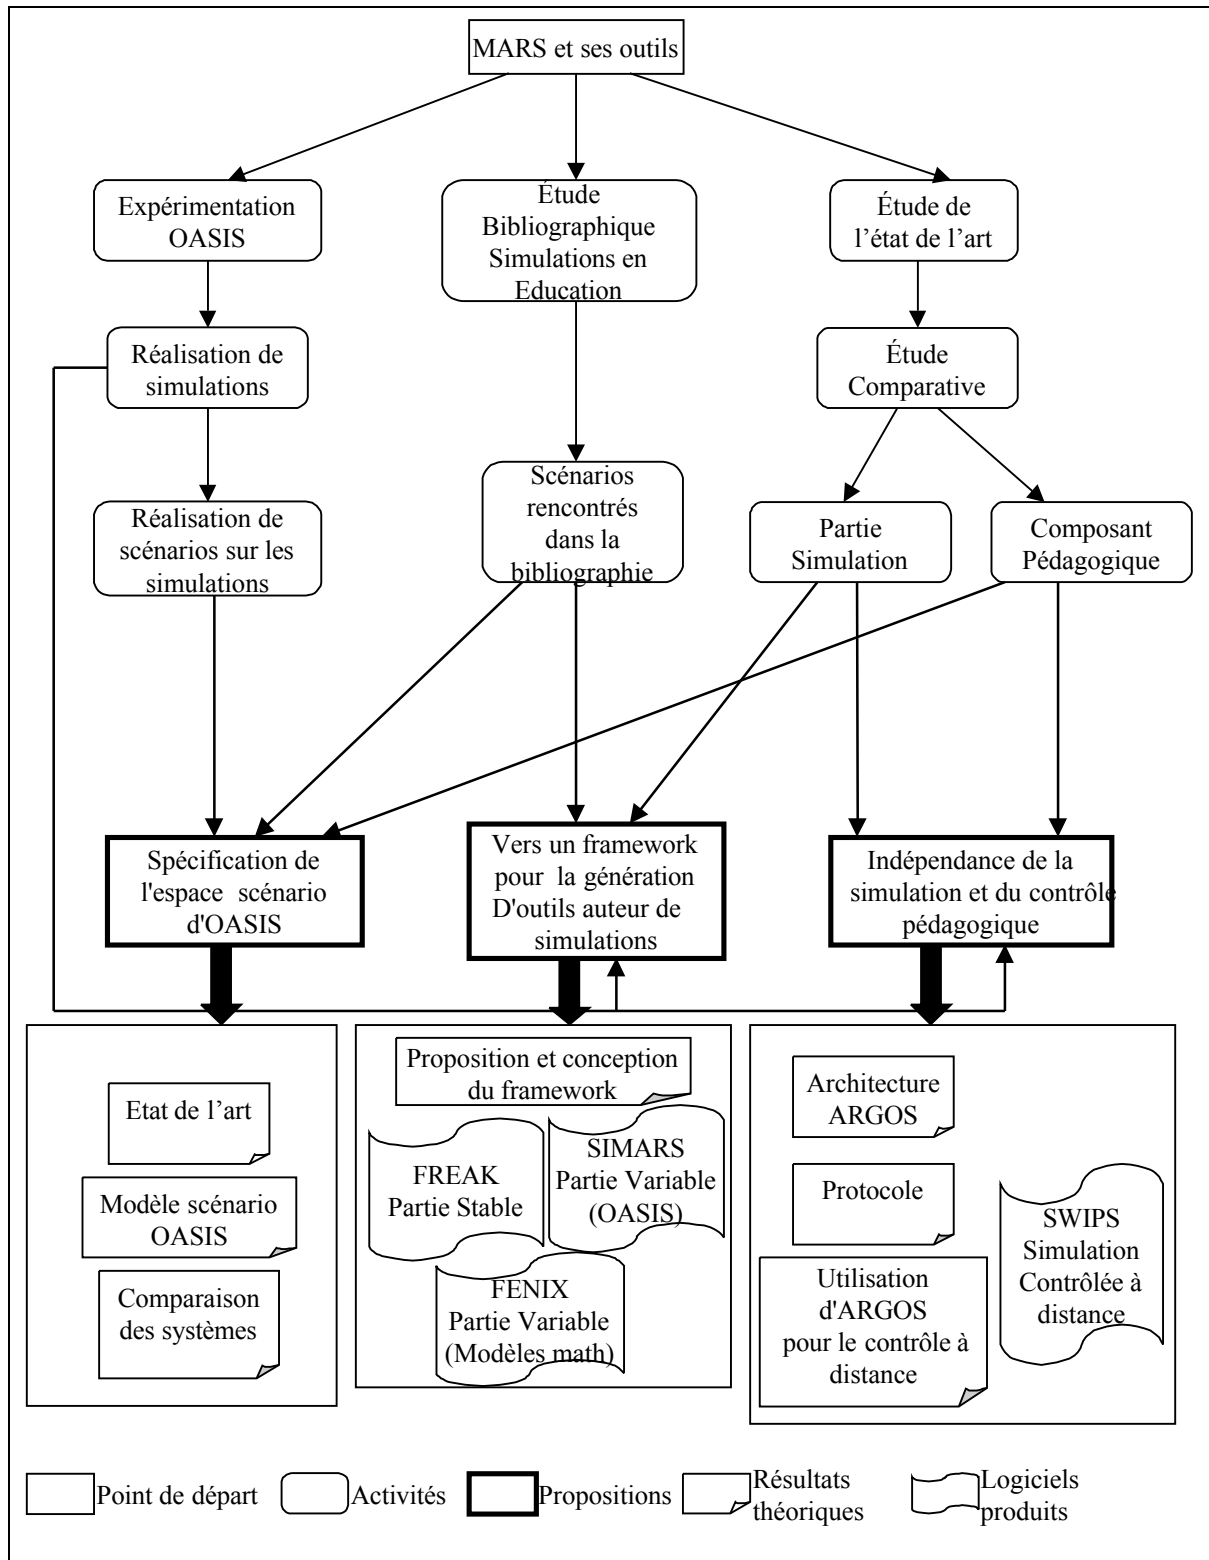 MARS et ses outils
Expérimentation
OASIS
Étude
Bibliographique
Simulations en
Education
Étude de
l’état de l’art
Réalisation de
simulations
Étude
Comparative
Réalisation de
scénarios sur les
simulations
Scénarios
rencontrés
dans la
bibliographie
Partie
Simulation
Composant
Pédagogique
Spécification de
l'espace scénario
d'OASIS
Vers un framework
pour la génération
D'outils auteur de
simulations
Indépendance de la
simulation et du contrôle
pédagogique
Etat de l’art
Modèle scénario
OASIS
Comparaison
des systèmes
Proposition et conception
du framework
FREAK
Partie Stable
SIMARS
Partie Variable
(OASIS)
FENIX
Partie Variable
(Modèles math)
Architecture
ARGOS
Protocole
Utilisation
d'ARGOS
pour le contrôle à
distance
SWIPS
Simulation
Contrôlée à
distance
Point de départ
Activités
Propositions
Résultats
théoriques
Logiciels
produits